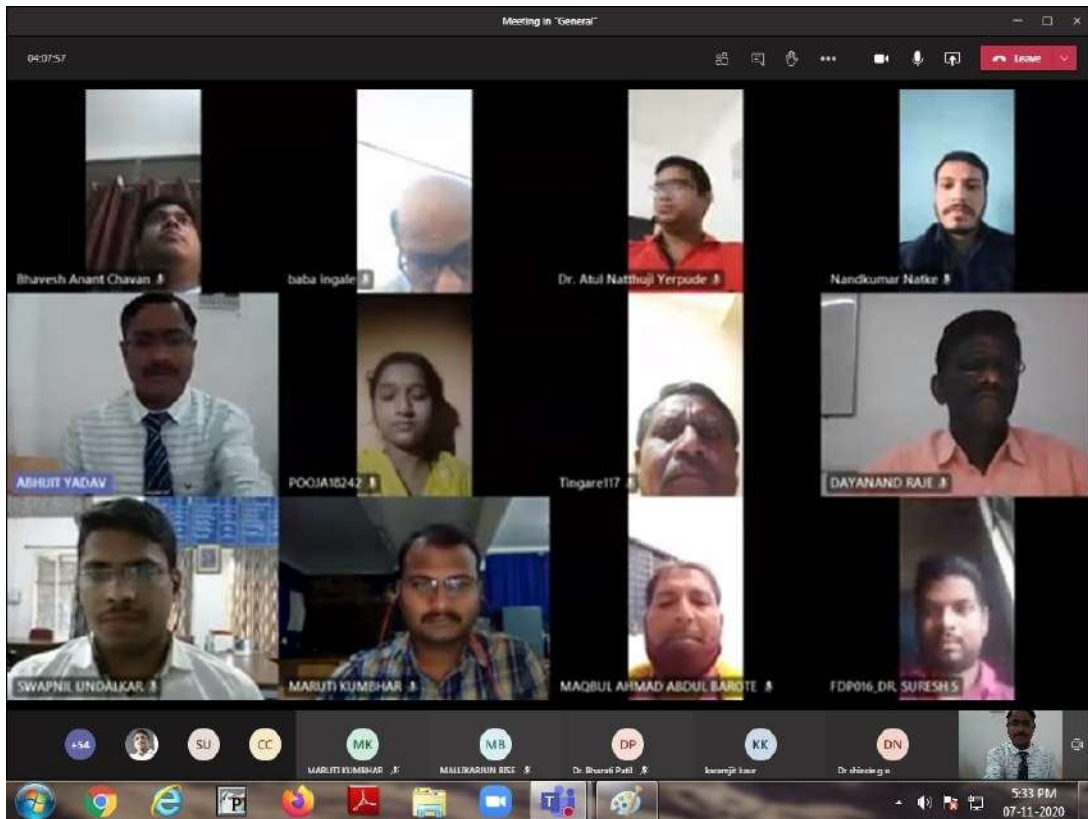 Meeting in "General"
04:07:57
Leave
Bhavesh Anant Chavan
baba ingale
Dr. Atul Natthuji Yerpude
Nandkumar Natke
ABHIJIT YADAV
POOJA18242
Tingare117
DAYANAND RAJE
SWAPNIL UNDALKAR
MARUTI KUMBHAR
MAQBUL AHMAD ABDUL BAROTE
FDP016_DR. SURESH S
+54
SU
CC
MK
MB
DP
KK
DN
MARUTI KUMBHAR
MALLIKARJUN BISE
Dr. Bharati Patil
karamjit kaur
5:33 PM
07-11-2020